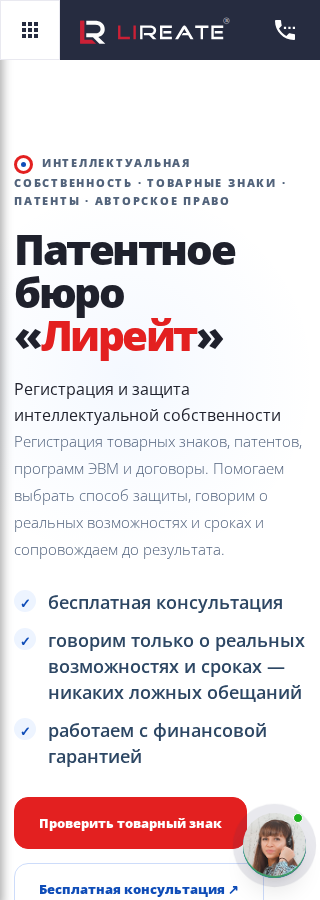 LIREATE®
ИНТЕЛЛЕКТУАЛЬНАЯ
СОБСТВЕННОСТЬ · ТОВАРНЫЕ ЗНАКИ ·
ПАТЕНТЫ · АВТОРСКОЕ ПРАВО
Патентное
бюро
«Лирейт»
Регистрация и защита
интеллектуальной собственности
Регистрация товарных знаков, патентов,
программ ЭВМ и договоры. Помогаем
выбрать способ защиты, говорим о
реальных возможностях и сроках и
сопровождаем до результата.
✓ бесплатная консультация
✓ говорим только о реальных
возможностях и сроках —
никаких ложных обещаний
✓ работаем с финансовой
гарантией
Проверить товарный знак
Бесплатная консультация ↗